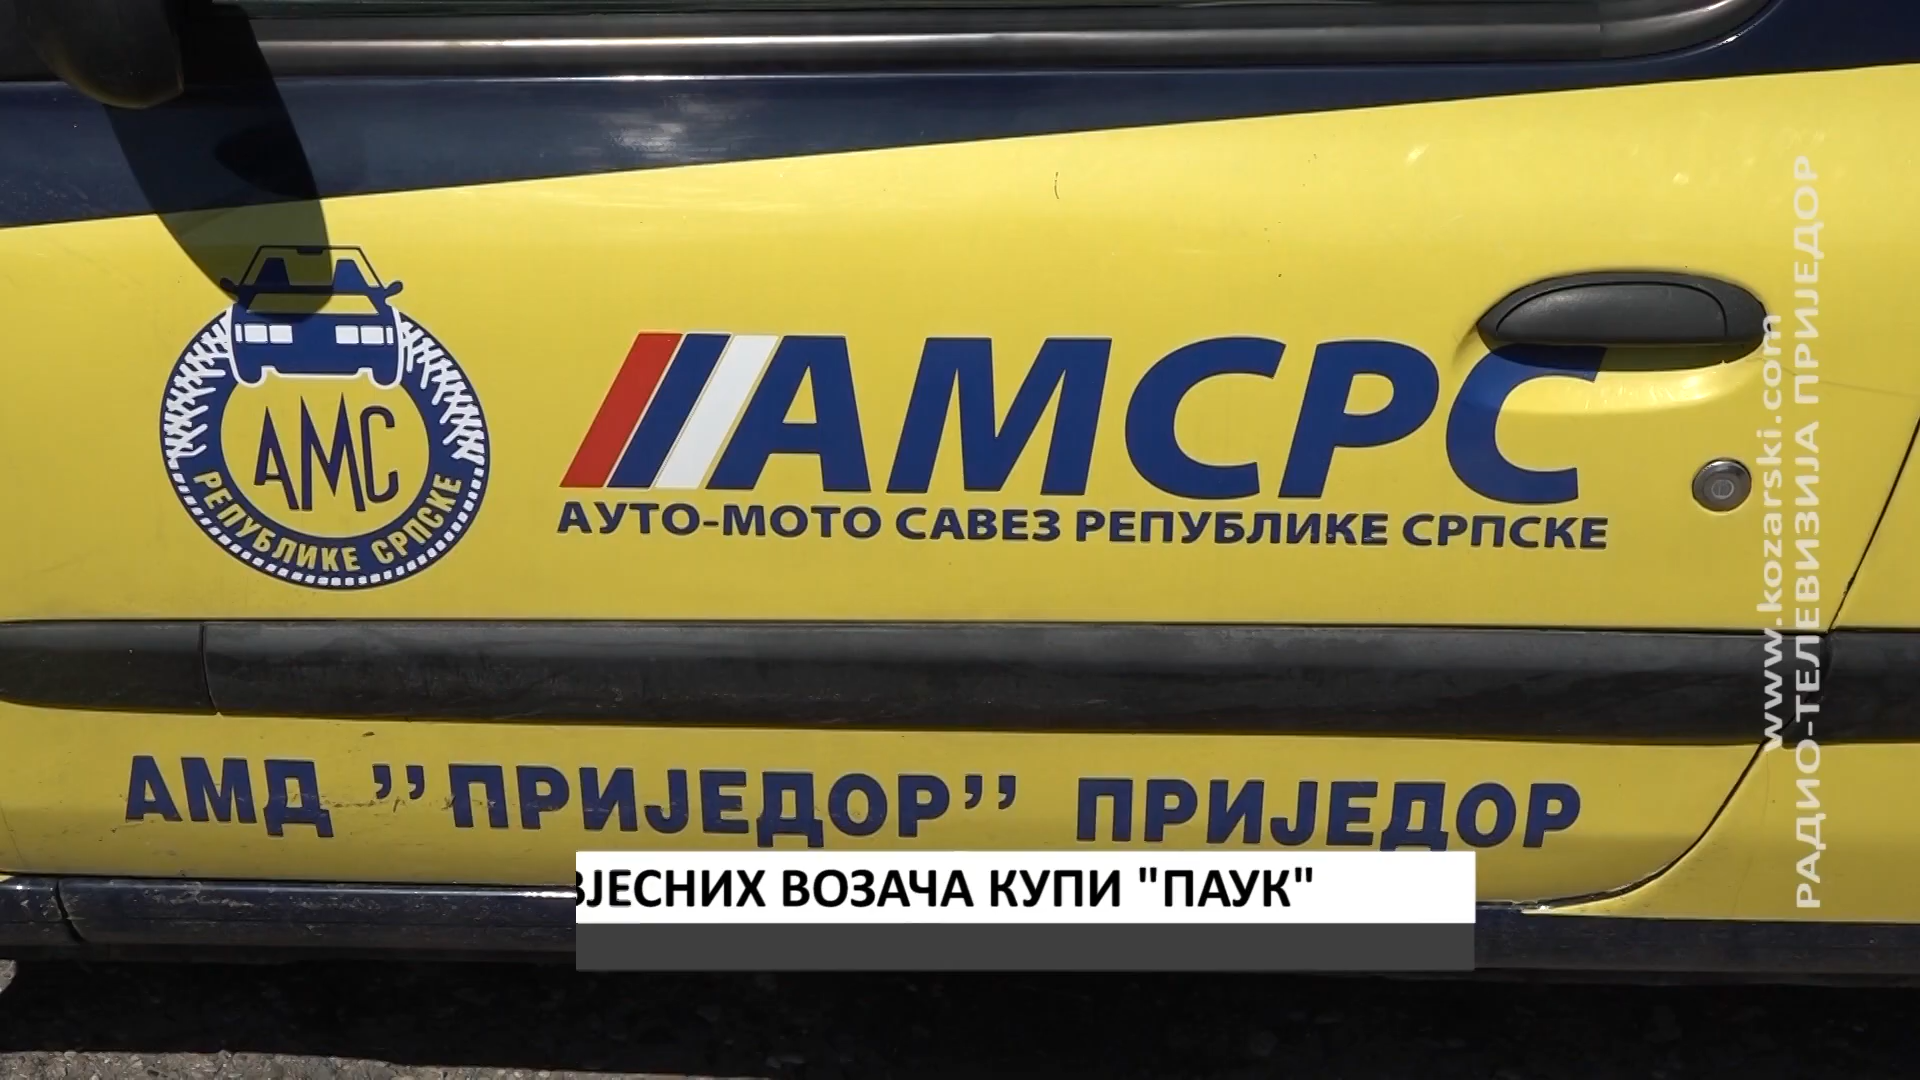 АМС
РЕПУБЛИКЕ СРПСКЕ
АМСРС
АУТО-МОТО САВЕЗ РЕПУБЛИКЕ СРПСКЕ
АМД ’’ПРИЈЕДОР’’ ПРИЈЕДОР
ВОЗАЧА КУПИ "ПАУК"
www.kozarski.com
РАДИО-ТЕЛЕВИЗИЈА ПРИЈЕДОР